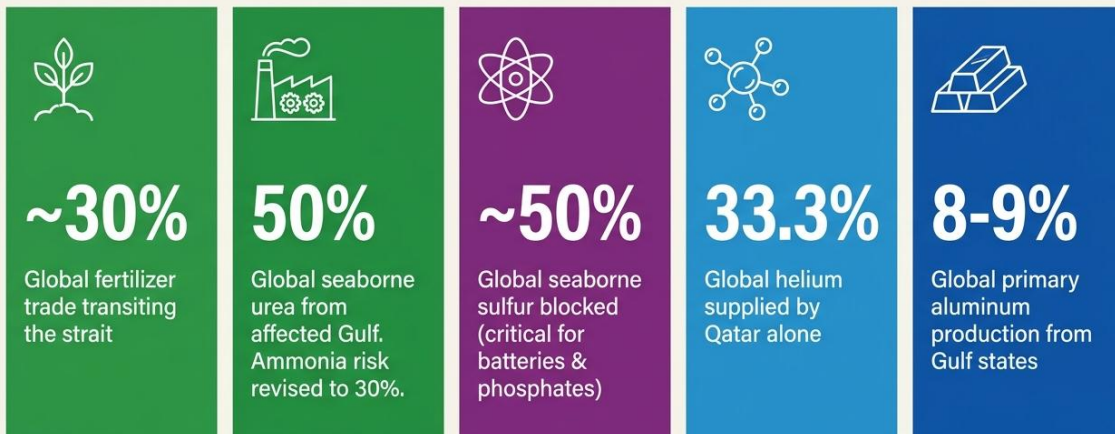 ~30%
Global fertilizer
trade transiting
the strait
50%
Global seaborne
urea from
affected Gulf.
Ammonia risk
revised to 30%.
~50%
Global seaborne
sulfur blocked
(critical for
batteries &
phosphates)
33.3%
Global helium
supplied by
Qatar alone
8-9%
Global primary
aluminum
production from
Gulf states